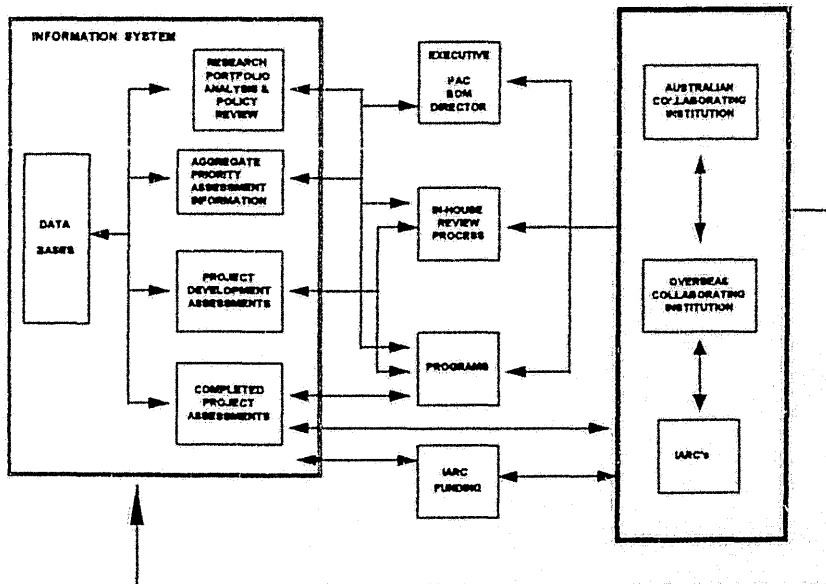 INFORMATION SYSTEM
RESEARCH
PORTFOLIO
ANALYSIS &
POLICY
REVIEW
AGGREGATE
PRIORITY
ASSESSMENT
INFORMATION
DATA
BASES
PROJECT
DEVELOPMENT
ASSESSMENTS
COMPLETED
PROJECT
ASSESSMENTS
EXECUTIVE
PAC
BOM
DIRECTOR
IN-HOUSE
REVIEW
PROCESS
PROGRAMS
IARC
FUNDING
AUSTRALIAN
COLLABORATING
INSTITUTION
OVERSEAS
COLLABORATING
INSTITUTION
IARC's